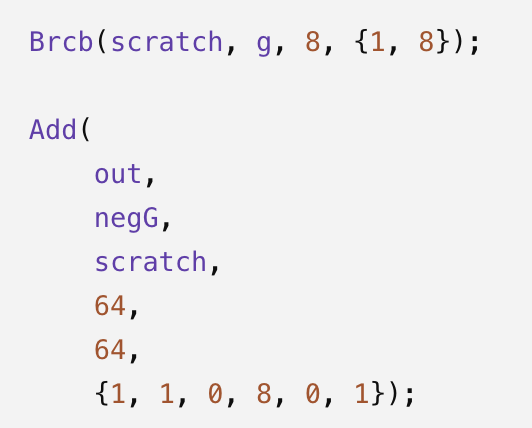 Brcb(scratch, g, 8, {1, 8});
Add(
out,
negG,
scratch,
64,
64,
{1, 1, 0, 8, 0, 1});